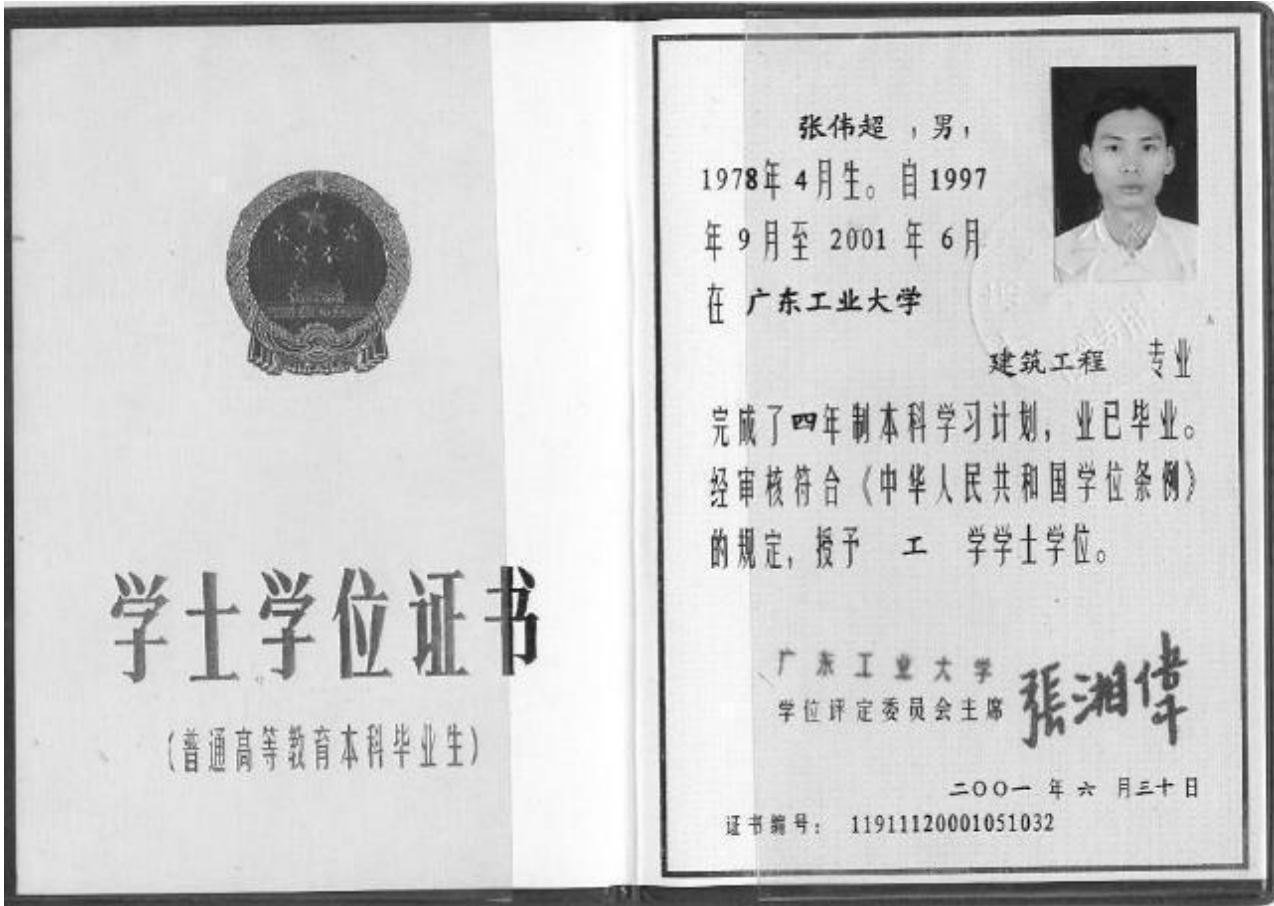 学士学位证书
（普通高等教育本科毕业生）
张伟超，男，
1978年4月生。自1997
年9月至 2001 年6月
在 广东工业大学
建筑工程 专业
完成了四年制本科学习计划，业已毕业。
经审核符合《中华人民共和国学位条例》
的规定，授予 工 学学士学位。
广东工业大学
学位评定委员会主席
張湘偉
二〇〇一年六月三十日
证书编号： 11911120001051032